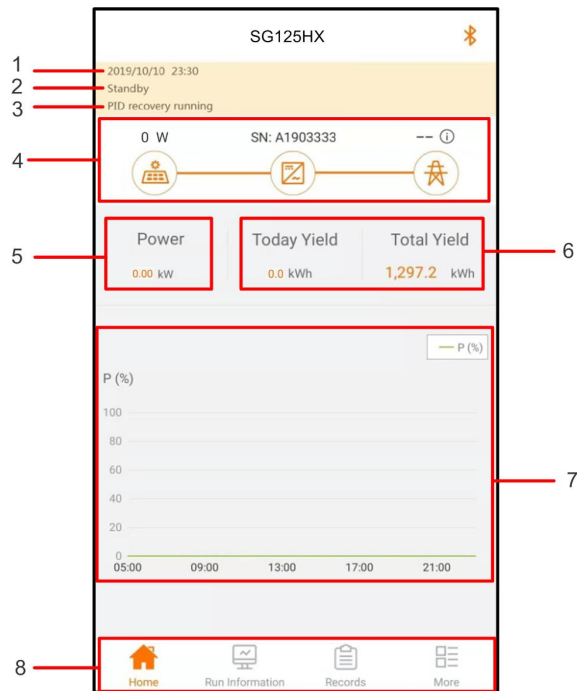 SG125HX
1
2019/10/10 23:30
2
Standby
3
PID recovery running
0 W
SN: A1903333
--
4
Power
Today Yield
Total Yield
5
6
0.00 kW
0.0 kWh
1,297.2 kWh
P (%)
P (%)
100
80
60
7
40
20
0
05:00 09:00 13:00 17:00 21:00
8
Home Run Information Records More